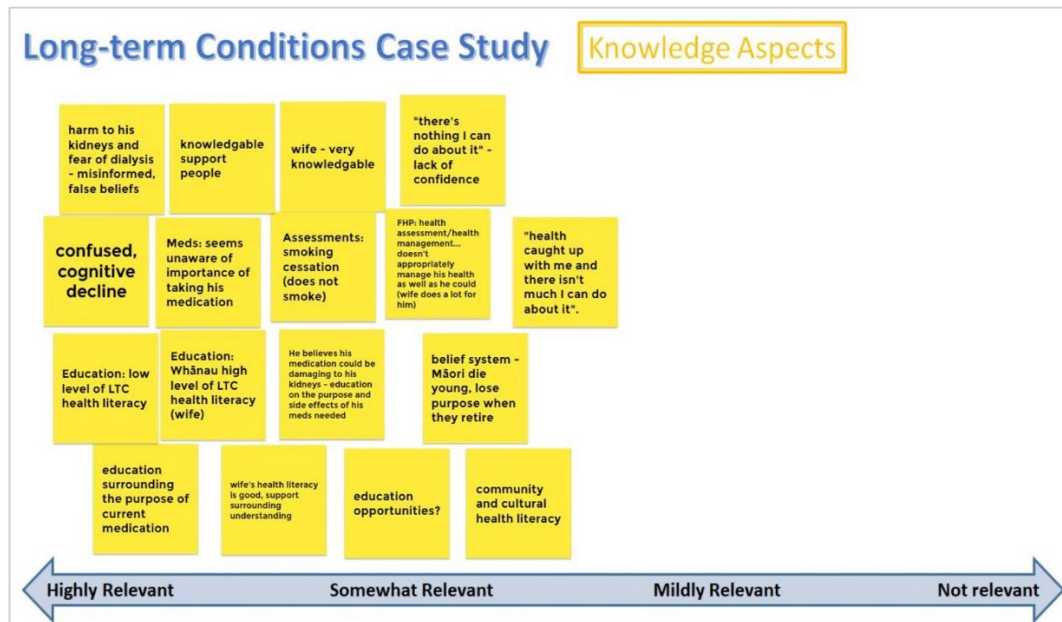 Long-term Conditions Case Study
Knowledge Aspects
harm to his
kidneys and
fear of dialysis
- misinformed,
false beliefs
knowledgable
support
people
wife - very
knowledgable
"there's
nothing I can
do about it" -
lack of
confidence
confused,
cognitive
decline
Meds: seems
unaware of
importance of
taking his
medication
Assessments:
smoking
cessation
(does not
smoke)
FHP: health
assessment/health
management...
doesn't
appropriately
manage his health
as well as he could
(wife does a lot for
him)
"health
caught up
with me and
there isn't
much I can do
about it".
Education: low
level of LTC
health literacy
Education:
Whānau high
level of LTC
health literacy
(wife)
He believes his
medication could be
damaging to his
kidneys - education
on the purpose and
side effects of his
meds needed
belief system -
Māori die
young, lose
purpose when
they retire
education
surrounding
the purpose of
current
medication
wife's health literacy
is good, support
surrounding
understanding
education
opportunities?
community
and cultural
health literacy
Highly Relevant
Somewhat Relevant
Mildly Relevant
Not relevant